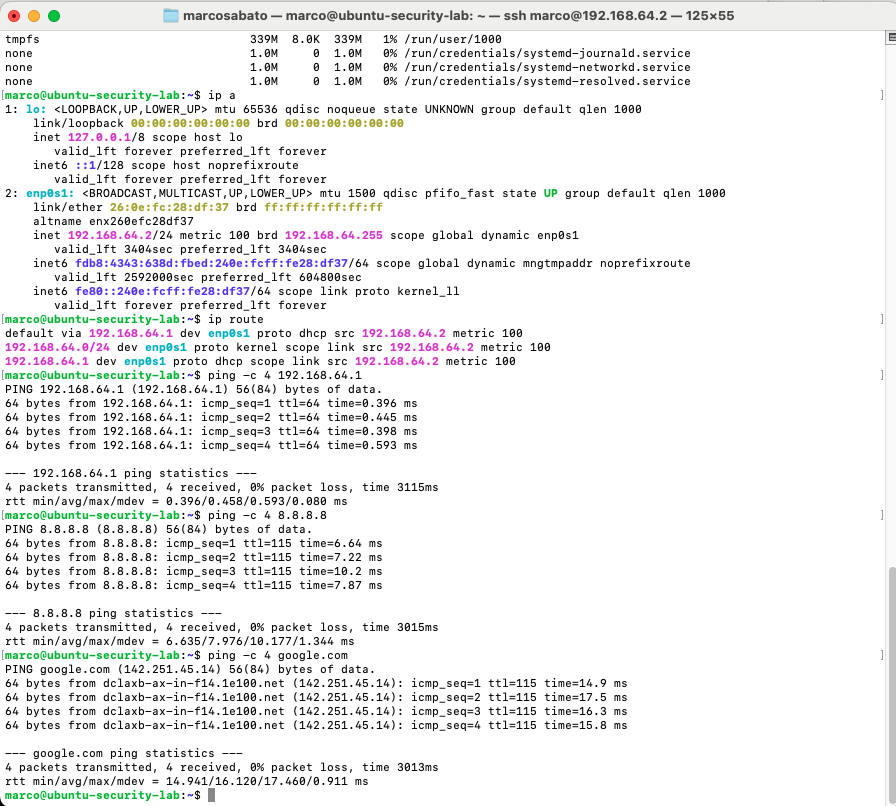 marcosabato — marco@ubuntu-security-lab: ~ — ssh marco@192.168.64.2 — 125×55
tmpfs                              339M  8.0K  339M   1% /run/user/1000
none                               1.0M     0  1.0M   0% /run/credentials/systemd-journald.service
none                               1.0M     0  1.0M   0% /run/credentials/systemd-networkd.service
none                               1.0M     0  1.0M   0% /run/credentials/systemd-resolved.service
[marco@ubuntu-security-lab:~$ ip a ]
1: lo: <LOOPBACK,UP,LOWER_UP> mtu 65536 qdisc noqueue state UNKNOWN group default qlen 1000
    link/loopback 00:00:00:00:00:00 brd 00:00:00:00:00:00
    inet 127.0.0.1/8 scope host lo
       valid_lft forever preferred_lft forever
    inet6 ::1/128 scope host noprefixroute
       valid_lft forever preferred_lft forever
2: enp0s1: <BROADCAST,MULTICAST,UP,LOWER_UP> mtu 1500 qdisc pfifo_fast state UP group default qlen 1000
    link/ether 26:0e:fc:28:df:37 brd ff:ff:ff:ff:ff:ff
    altname enx260efc28df37
    inet 192.168.64.2/24 metric 100 brd 192.168.64.255 scope global dynamic enp0s1
       valid_lft 3404sec preferred_lft 3404sec
    inet6 fdb8:4343:638d:fbed:240e:fcff:fe28:df37/64 scope global dynamic mngtmpaddr noprefixroute
       valid_lft 2592000sec preferred_lft 604800sec
    inet6 fe80::240e:fcff:fe28:df37/64 scope link proto kernel_ll
       valid_lft forever preferred_lft forever
[marco@ubuntu-security-lab:~$ ip route ]
default via 192.168.64.1 dev enp0s1 proto dhcp src 192.168.64.2 metric 100
192.168.64.0/24 dev enp0s1 proto kernel scope link src 192.168.64.2 metric 100
192.168.64.1 dev enp0s1 proto dhcp scope link src 192.168.64.2 metric 100
[marco@ubuntu-security-lab:~$ ping -c 4 192.168.64.1 ]
PING 192.168.64.1 (192.168.64.1) 56(84) bytes of data.
64 bytes from 192.168.64.1: icmp_seq=1 ttl=64 time=0.396 ms
64 bytes from 192.168.64.1: icmp_seq=2 ttl=64 time=0.445 ms
64 bytes from 192.168.64.1: icmp_seq=3 ttl=64 time=0.398 ms
64 bytes from 192.168.64.1: icmp_seq=4 ttl=64 time=0.593 ms
--- 192.168.64.1 ping statistics ---
4 packets transmitted, 4 received, 0% packet loss, time 3115ms
rtt min/avg/max/mdev = 0.396/0.458/0.593/0.080 ms
[marco@ubuntu-security-lab:~$ ping -c 4 8.8.8.8 ]
PING 8.8.8.8 (8.8.8.8) 56(84) bytes of data.
64 bytes from 8.8.8.8: icmp_seq=1 ttl=115 time=6.64 ms
64 bytes from 8.8.8.8: icmp_seq=2 ttl=115 time=7.22 ms
64 bytes from 8.8.8.8: icmp_seq=3 ttl=115 time=10.2 ms
64 bytes from 8.8.8.8: icmp_seq=4 ttl=115 time=7.87 ms
--- 8.8.8.8 ping statistics ---
4 packets transmitted, 4 received, 0% packet loss, time 3015ms
rtt min/avg/max/mdev = 6.635/7.976/10.177/1.344 ms
[marco@ubuntu-security-lab:~$ ping -c 4 google.com ]
PING google.com (142.251.45.14) 56(84) bytes of data.
64 bytes from dclaxb-ax-in-f14.1e100.net (142.251.45.14): icmp_seq=1 ttl=115 time=14.9 ms
64 bytes from dclaxb-ax-in-f14.1e100.net (142.251.45.14): icmp_seq=2 ttl=115 time=17.5 ms
64 bytes from dclaxb-ax-in-f14.1e100.net (142.251.45.14): icmp_seq=3 ttl=115 time=16.3 ms
64 bytes from dclaxb-ax-in-f14.1e100.net (142.251.45.14): icmp_seq=4 ttl=115 time=15.8 ms
--- google.com ping statistics ---
4 packets transmitted, 4 received, 0% packet loss, time 3013ms
rtt min/avg/max/mdev = 14.941/16.120/17.460/0.911 ms
marco@ubuntu-security-lab:~$